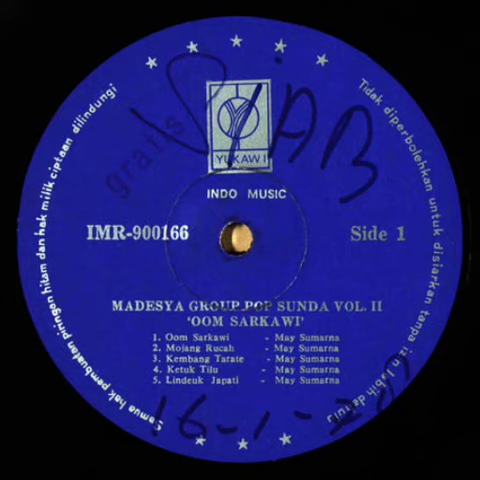 YUKAWI
gratis
INDO MUSIC
IMR-900166
Side 1
MADESYA GROUP POP SUNDA VOL. II
'OOM SARKAWI'
1. Oom Sarkawi - May Sumarna
2. Mojang Rucah - May Sumarna
3. Kembang Tarate - May Sumarna
4. Ketuk Tilu - May Sumarna
5. Lindeuk Japati - May Sumarna
Semua hak pembuatan piringan hitam dan hak milik ciptaan dilindungi
Tidak diperbolehkan untuk disiarkan tanpa izin lebih dahulu
16-1-